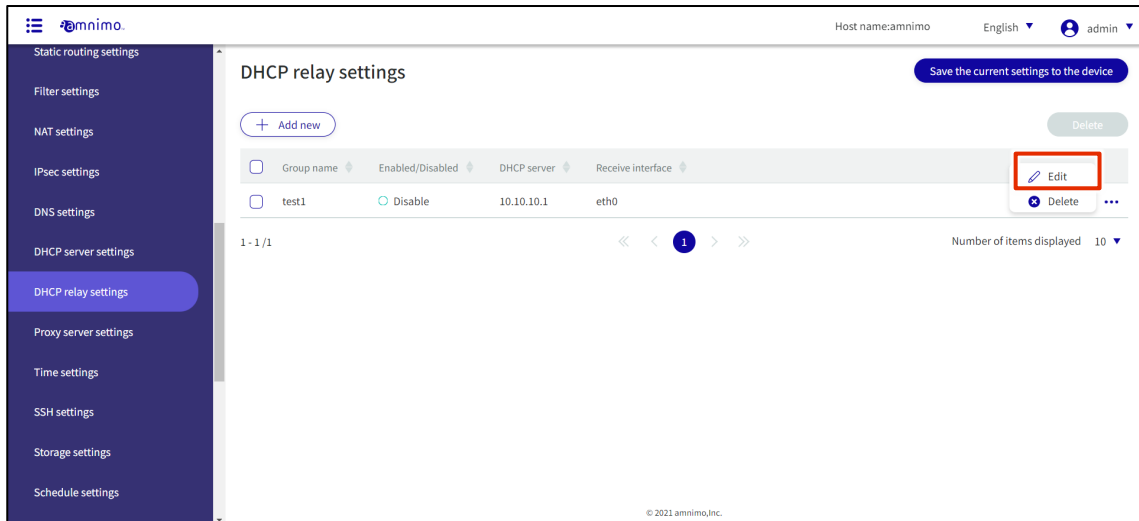 amnimo.
Host name:amnimo
English
admin
Static routing settings
Filter settings
NAT settings
IPsec settings
DNS settings
DHCP server settings
DHCP relay settings
Proxy server settings
Time settings
SSH settings
Storage settings
Schedule settings
DHCP relay settings
Save the current settings to the device
+ Add new
Delete
Group name Enabled/Disabled DHCP server Receive interface
Edit
Delete
test1 Disable 10.10.10.1 eth0
1 - 1 /1
1
Number of items displayed 10
© 2021 amnimo,Inc.